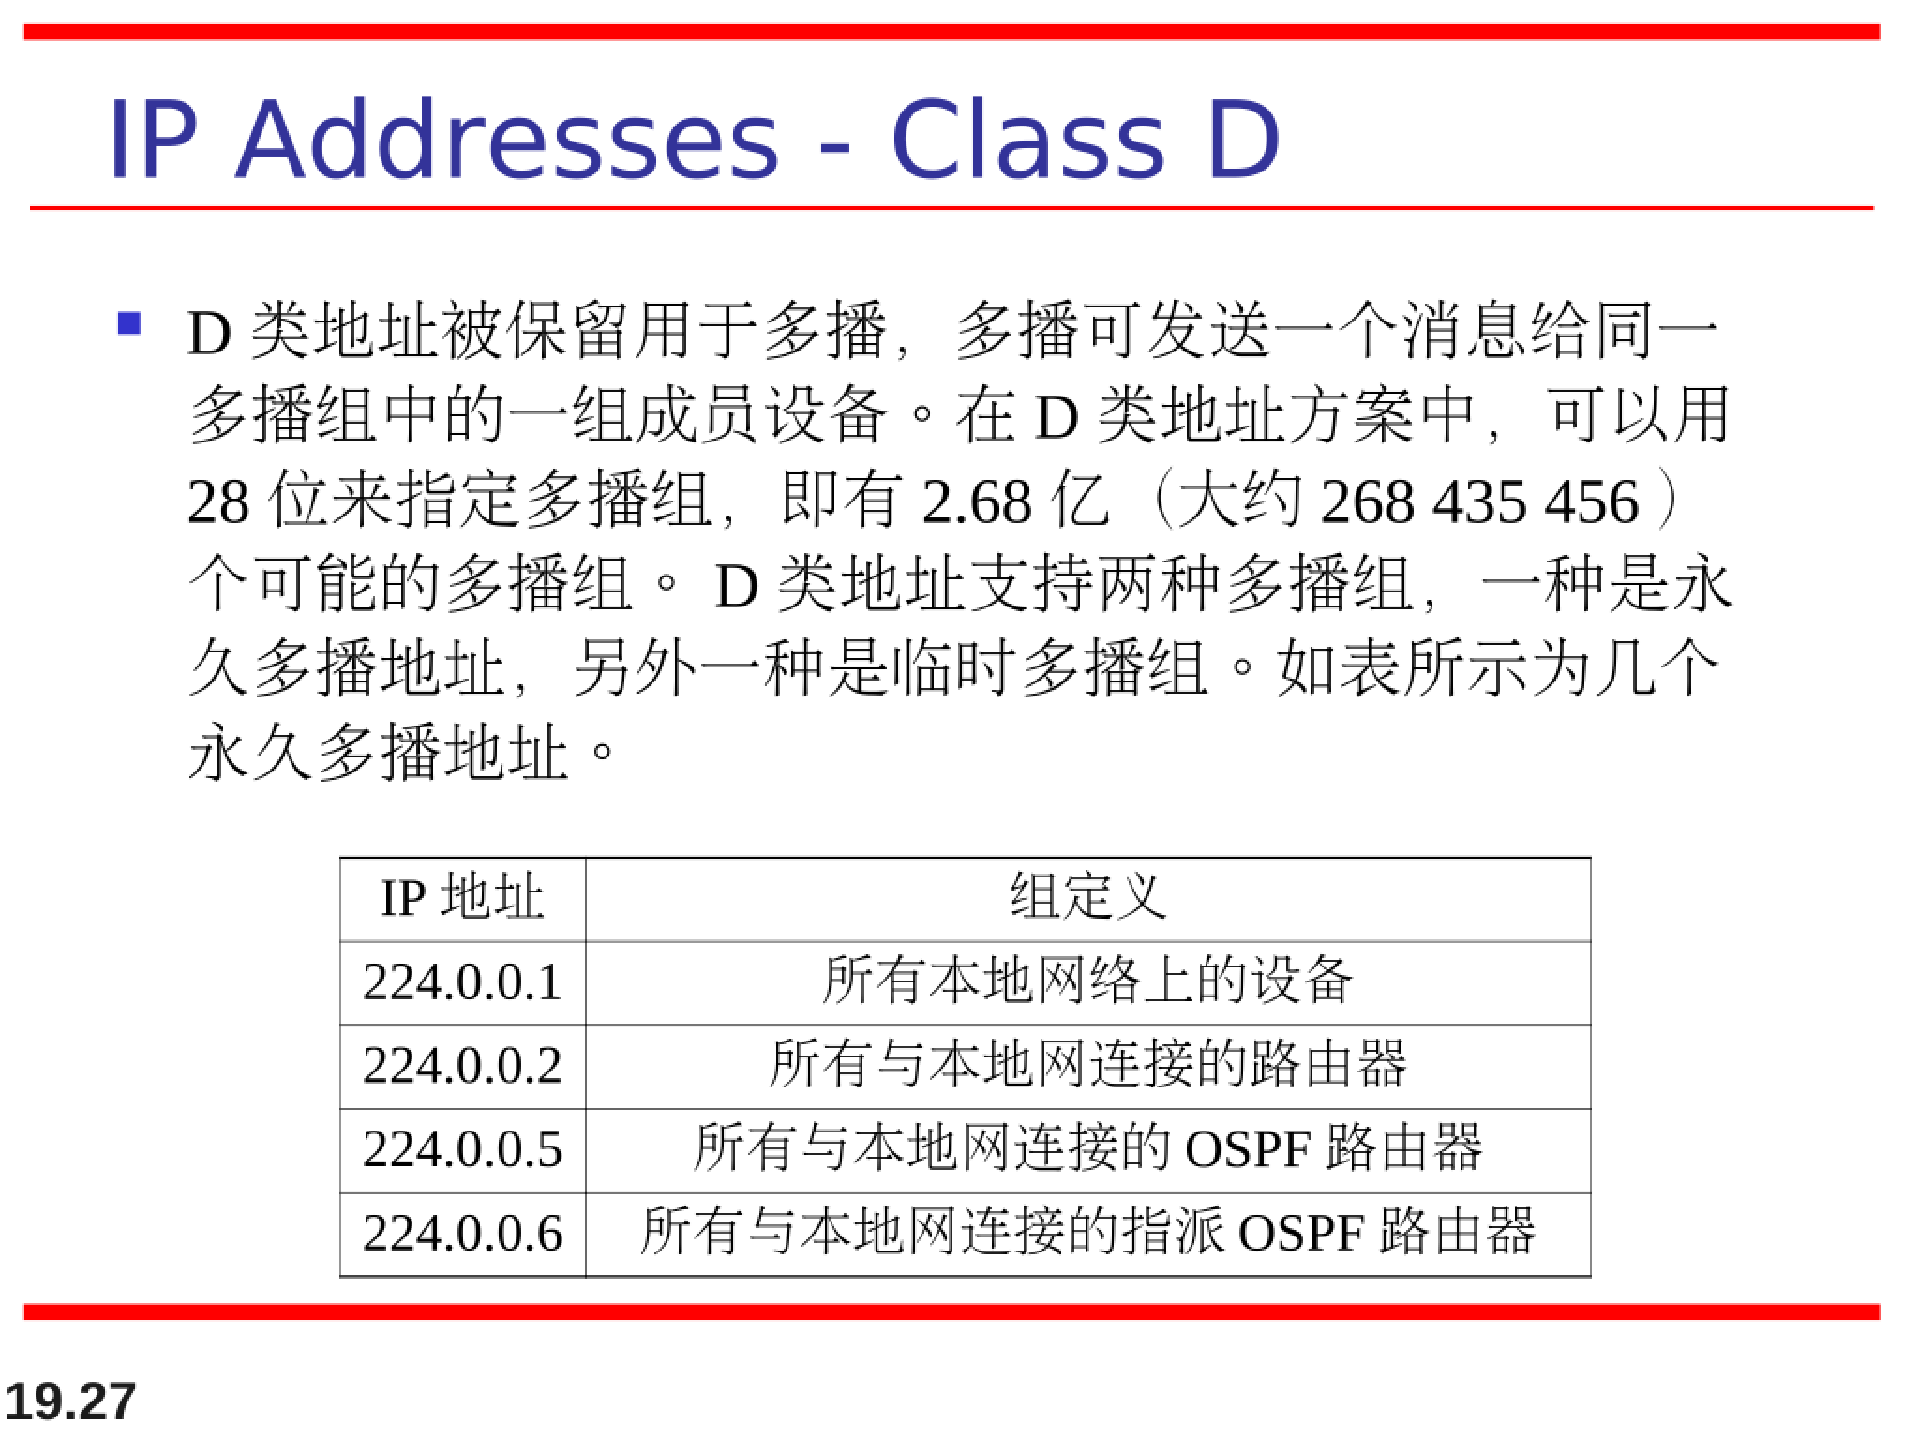 IP Addresses - Class D
D 类地址被保留用于多播，多播可发送一个消息给同一
多播组中的一组成员设备。在 D 类地址方案中，可以用
28 位来指定多播组，即有 2.68 亿（大约 268 435 456 ）
个可能的多播组。 D 类地址支持两种多播组，一种是永
久多播地址，另外一种是临时多播组。如表所示为几个
永久多播地址。
IP 地址 组定义
224.0.0.1 所有本地网络上的设备
224.0.0.2 所有与本地网连接的路由器
224.0.0.5 所有与本地网连接的 OSPF 路由器
224.0.0.6 所有与本地网连接的指派 OSPF 路由器
19.27